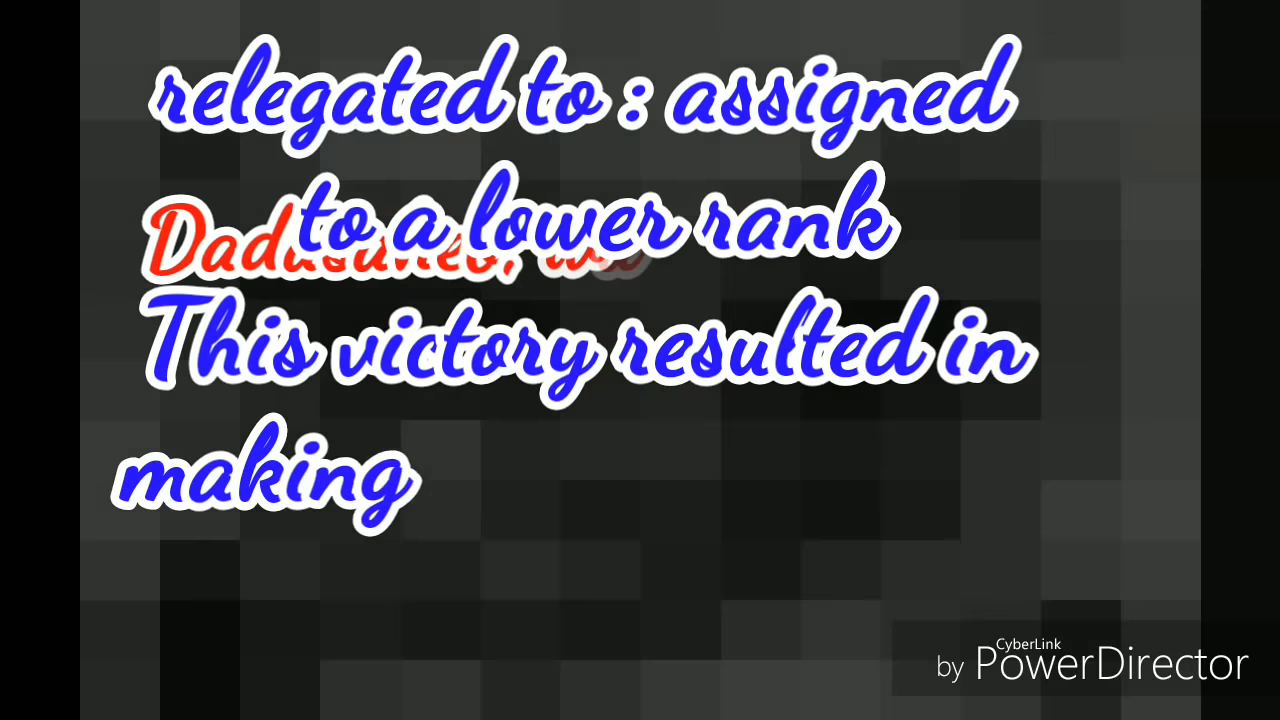 relegated to : assigned
to a lower rank
This victory resulted in
making
CyberLink
by PowerDirector